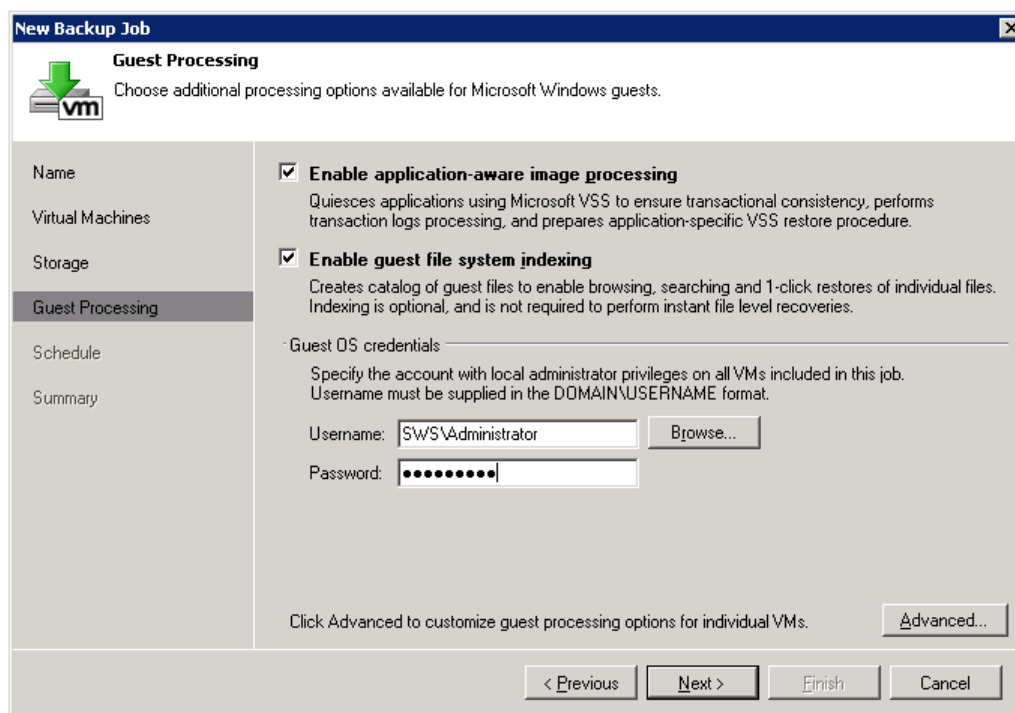 New Backup Job
Guest Processing
Choose additional processing options available for Microsoft Windows guests.
vm
Name
Virtual Machines
Storage
Guest Processing
Schedule
Summary
Enable application-aware image processing
Quiesces applications using Microsoft VSS to ensure transactional consistency, performs
transaction logs processing, and prepares application-specific VSS restore procedure.
Enable guest file system indexing
Creates catalog of guest files to enable browsing, searching and 1-click restores of individual files.
Indexing is optional, and is not required to perform instant file level recoveries.
Guest OS credentials
Specify the account with local administrator privileges on all VMs included in this job.
Username must be supplied in the DOMAIN\USERNAME format.
Username: SWS\Administrator Browse...
Password: ●●●●●●●●●
Click Advanced to customize guest processing options for individual VMs. Advanced...
< Previous Next > Finish Cancel